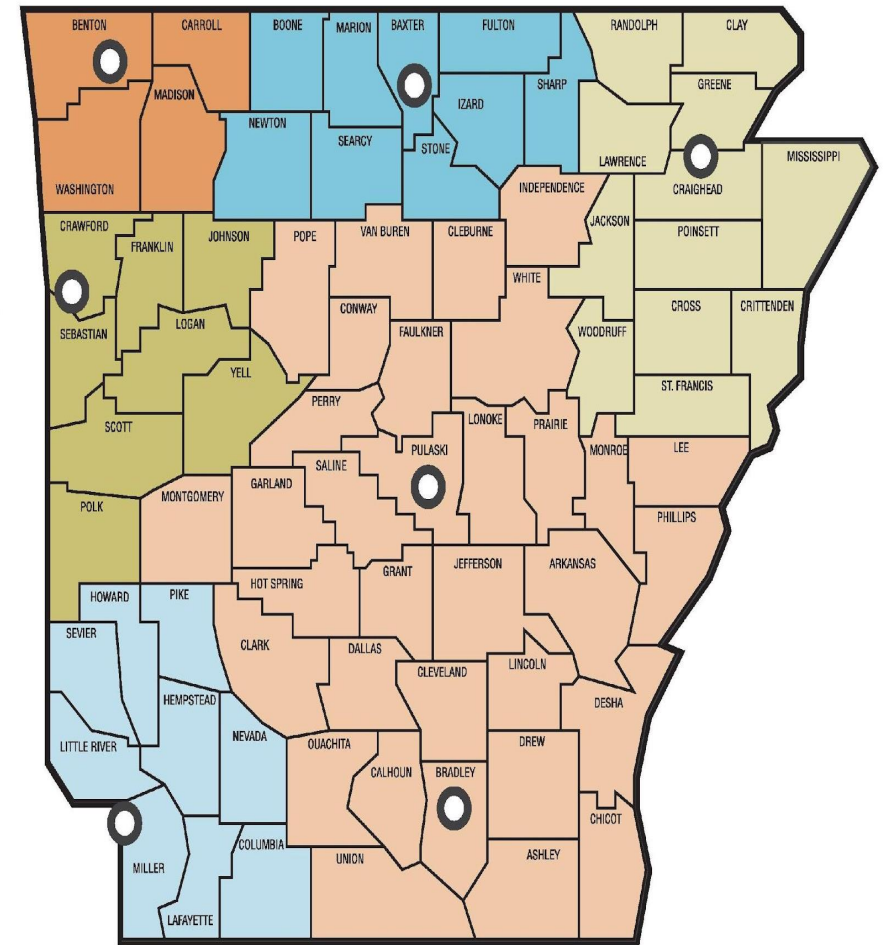 BENTON
CARROLL
BOONE
MARION
BAXTER
FULTON
RANDOLPH
CLAY
SHARP
GREENE
MADISON
IZARD
NEWTON
SEARCY
STONE
LAWRENCE
MISSISSIPPI
WASHINGTON
INDEPENDENCE
CRAIGHEAD
CRAWFORD
FRANKLIN
JOHNSON
POPE
VAN BUREN
CLEBURNE
JACKSON
POINSETT
WHITE
CONWAY
CROSS
CRITTENDEN
SEBASTIAN
LOGAN
FAULKNER
WOODRUFF
YELL
ST. FRANCIS
PERRY
SCOTT
LONOKE
PRAIRIE
PULASKI
MONROE
LEE
SALINE
GARLAND
MONTGOMERY
POLK
PHILLIPS
HOT SPRING
GRANT
JEFFERSON
ARKANSAS
HOWARD
PIKE
SEVIER
CLARK
DALLAS
CLEVELAND
LINCOLN
HEMPSTEAD
DESHA
NEVADA
LITTLE RIVER
OUACHITA
DREW
CALHOUN
BRADLEY
CHICOT
COLUMBIA
UNION
ASHLEY
MILLER
LAFAYETTE